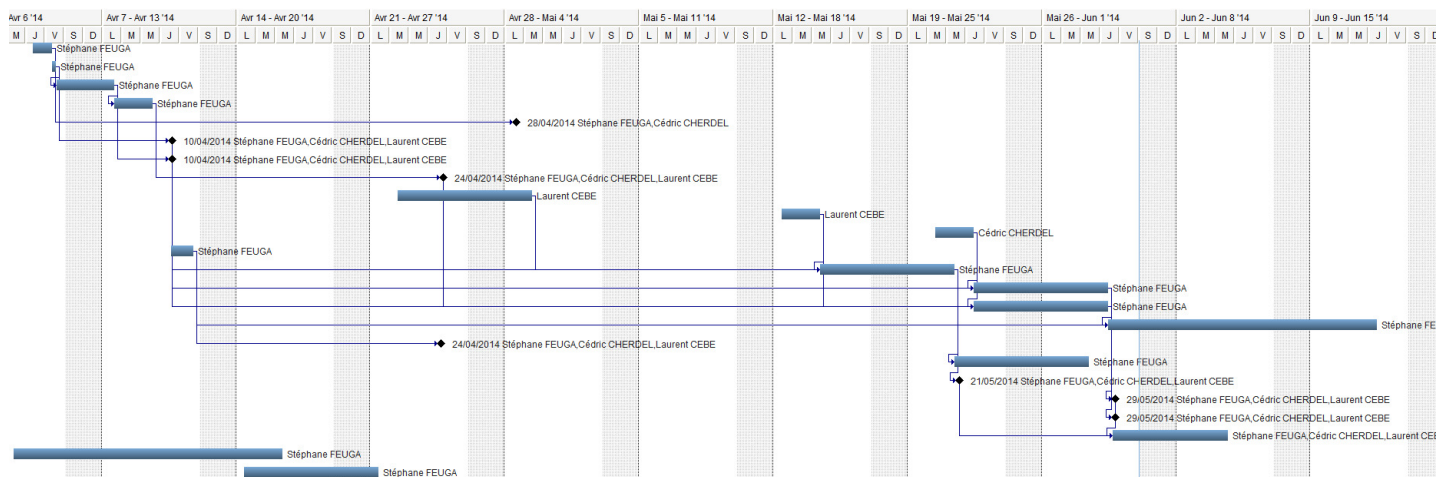 Avr 6 '14 Avr 7 - Avr 13 '14 Avr 14 - Avr 20 '14 Avr 21 - Avr 27 '14 Avr 28 - Mai 4 '14 Mai 5 - Mai 11 '14 Mai 12 - Mai 18 '14 Mai 19 - Mai 25 '14 Mai 26 - Jun 1 '14 Jun 2 - Jun 8 '14 Jun 9 - Jun 15 '14
M J V S D L M M J V S D L M M J V S D L M M J V S D L M M J V S D L M M J V S D L M M J V S D L M M J V S D L M M J V S D L M M J V S D L M M J V S D
Stéphane FEUGA
Stéphane FEUGA
Stéphane FEUGA
Stéphane FEUGA
28/04/2014 Stéphane FEUGA,Cédric CHERDEL
10/04/2014 Stéphane FEUGA,Cédric CHERDEL,Laurent CEBE
10/04/2014 Stéphane FEUGA,Cédric CHERDEL,Laurent CEBE
24/04/2014 Stéphane FEUGA,Cédric CHERDEL,Laurent CEBE
Laurent CEBE
Laurent CEBE
Cédric CHERDEL
Stéphane FEUGA
Stéphane FEUGA
Stéphane FEUGA
Stéphane FEUGA
Stéphane FE
24/04/2014 Stéphane FEUGA,Cédric CHERDEL,Laurent CEBE
Stéphane FEUGA
21/05/2014 Stéphane FEUGA,Cédric CHERDEL,Laurent CEBE
29/05/2014 Stéphane FEUGA,Cédric CHERDEL,Laurent CEBE
29/05/2014 Stéphane FEUGA,Cédric CHERDEL,Laurent CEBE
Stéphane FEUGA,Cédric CHERDEL,Laurent CEB
Stéphane FEUGA
Stéphane FEUGA